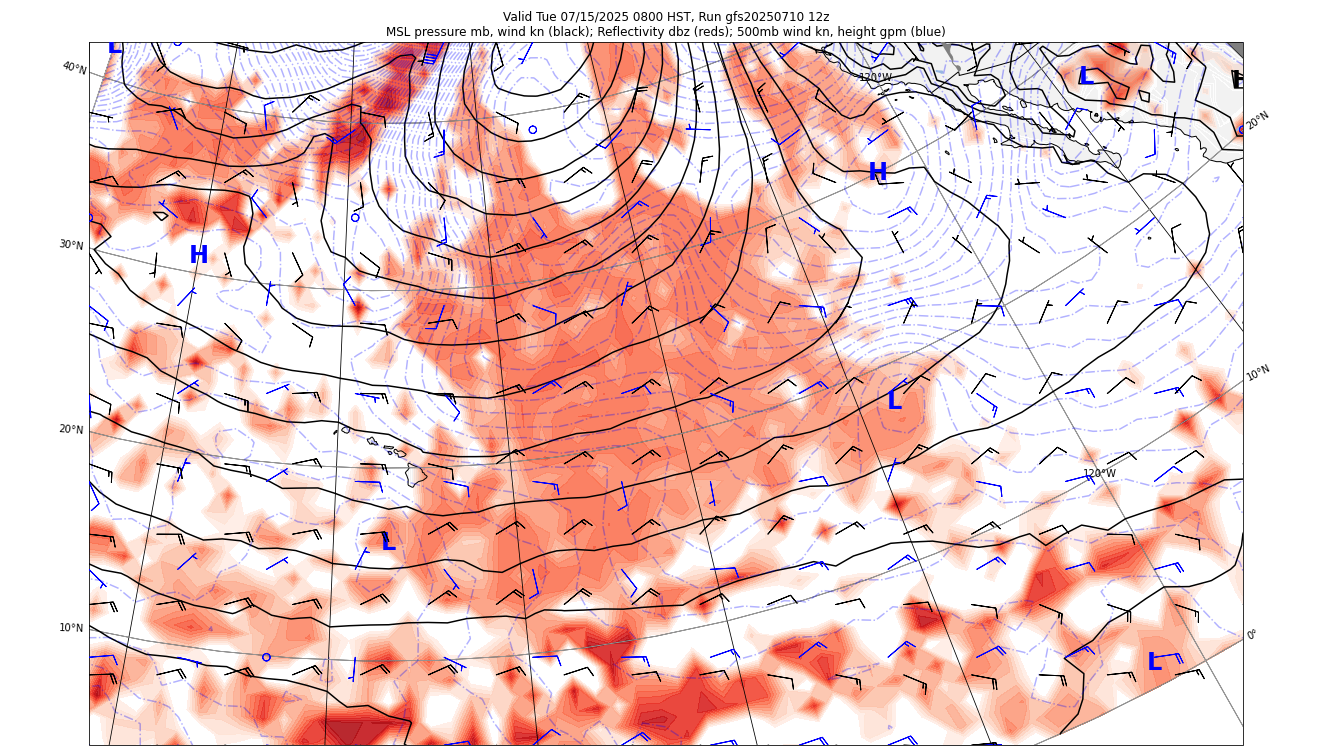 Valid Tue 07/15/2025 0800 HST, Run gfs20250710 12z
MSL pressure mb, wind kn (black); Reflectivity dbz (reds); 500mb wind kn, height gpm (blue)
L
40°N
120°W
L
20°N
H
30°N
H
10°N
L
20°N
120°W
L
10°N
0°
L